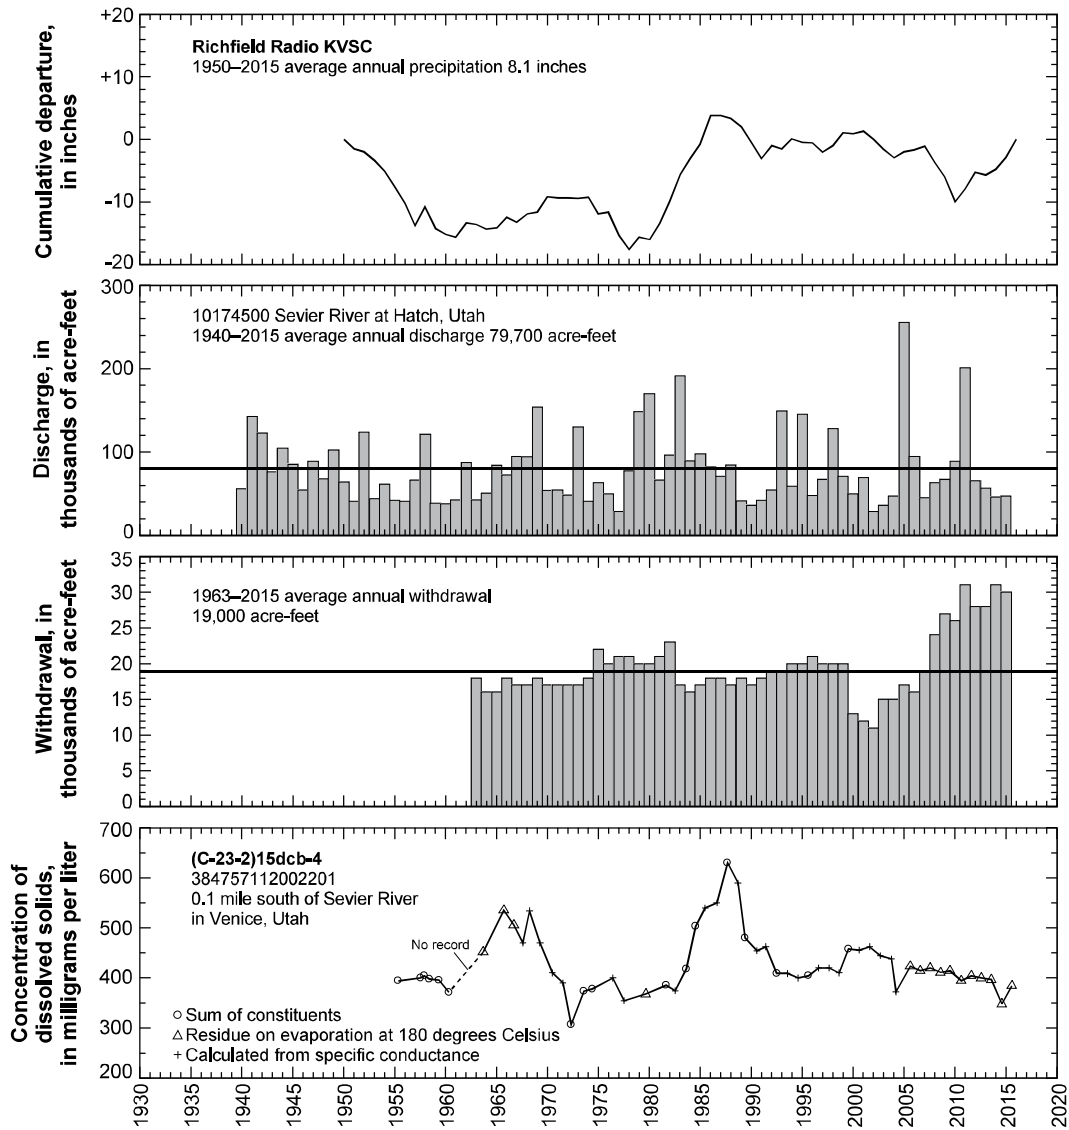 Cumulative departure,
in inches
+20
+10
0
-10
-20
Richfield Radio KVSC
1950–2015 average annual precipitation 8.1 inches
Discharge, in
thousands of acre-feet
300
200
100
0
10174500 Sevier River at Hatch, Utah
1940–2015 average annual discharge 79,700 acre-feet
Withdrawal, in
thousands of acre-feet
35
30
25
20
15
10
5
0
1963–2015 average annual withdrawal
19,000 acre-feet
Concentration of
dissolved solids,
in milligrams per liter
700
600
500
400
300
200
(C-23-2)15dcb-4
384757112002201
0.1 mile south of Sevier River
in Venice, Utah
No record
Sum of constituents
Residue on evaporation at 180 degrees Celsius
Calculated from specific conductance
1930
1935
1940
1945
1950
1955
1960
1965
1970
1975
1980
1985
1990
1995
2000
2005
2010
2015
2020